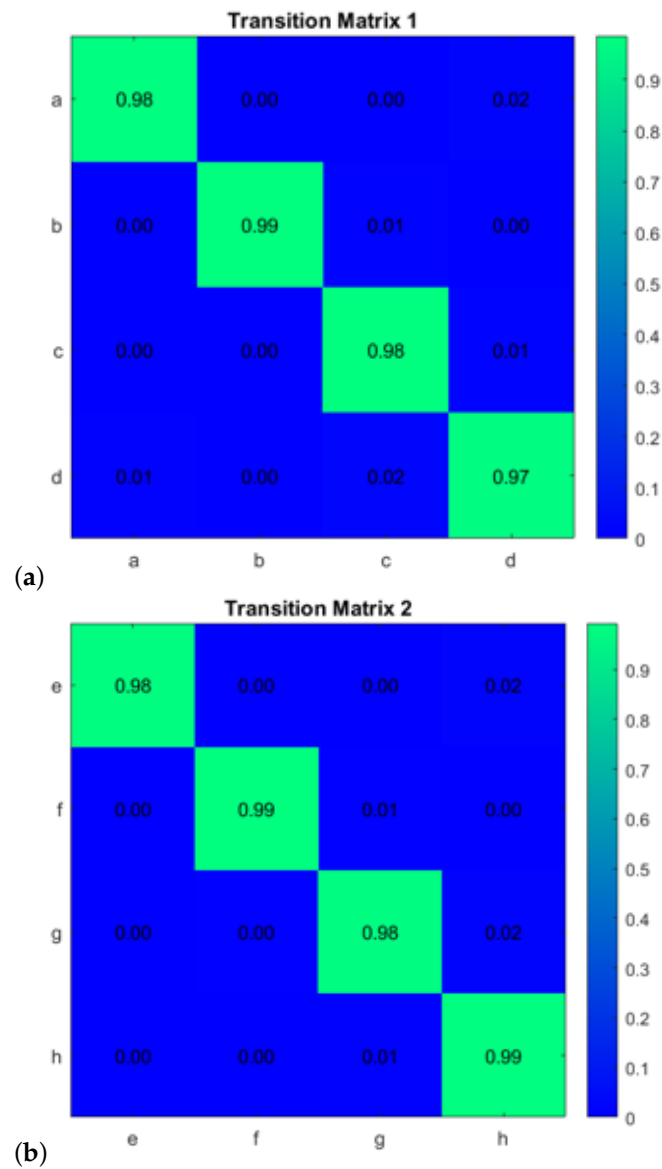 Transition Matrix 1
a 0.98 0.00 0.00 0.02
b 0.00 0.99 0.01 0.00
c 0.00 0.00 0.98 0.01
d 0.01 0.00 0.02 0.97
a b c d
0.9
0.8
0.7
0.6
0.5
0.4
0.3
0.2
0.1
0
(a)
Transition Matrix 2
e 0.98 0.00 0.00 0.02
f 0.00 0.99 0.01 0.00
g 0.00 0.00 0.98 0.02
h 0.00 0.00 0.01 0.99
e f g h
0.9
0.8
0.7
0.6
0.5
0.4
0.3
0.2
0.1
0
(b)